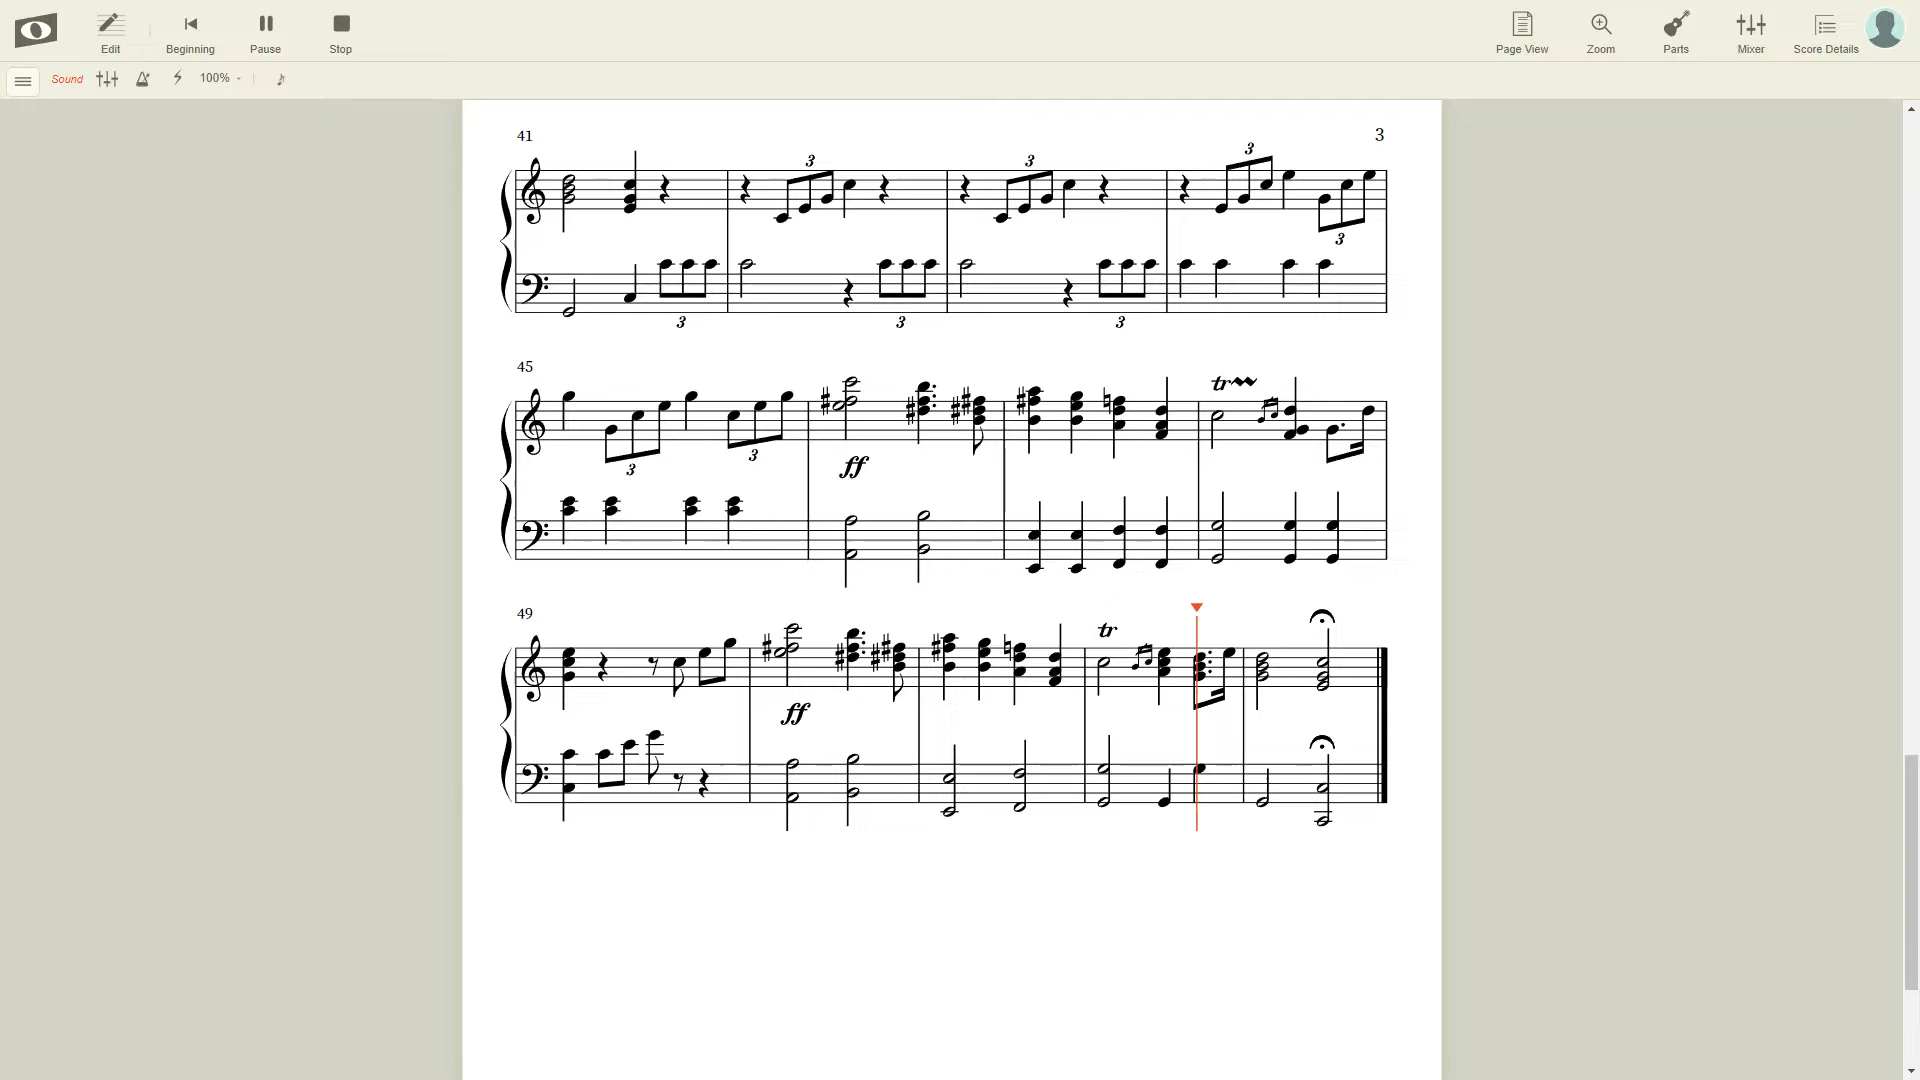 Edit
Beginning
Pause
Stop
Page View
Zoom
Parts
Mixer
Score Details
Sound
100%
41
3
3
3
3
3
3
3
3
45
tr
3
3
ff
49
tr
ff